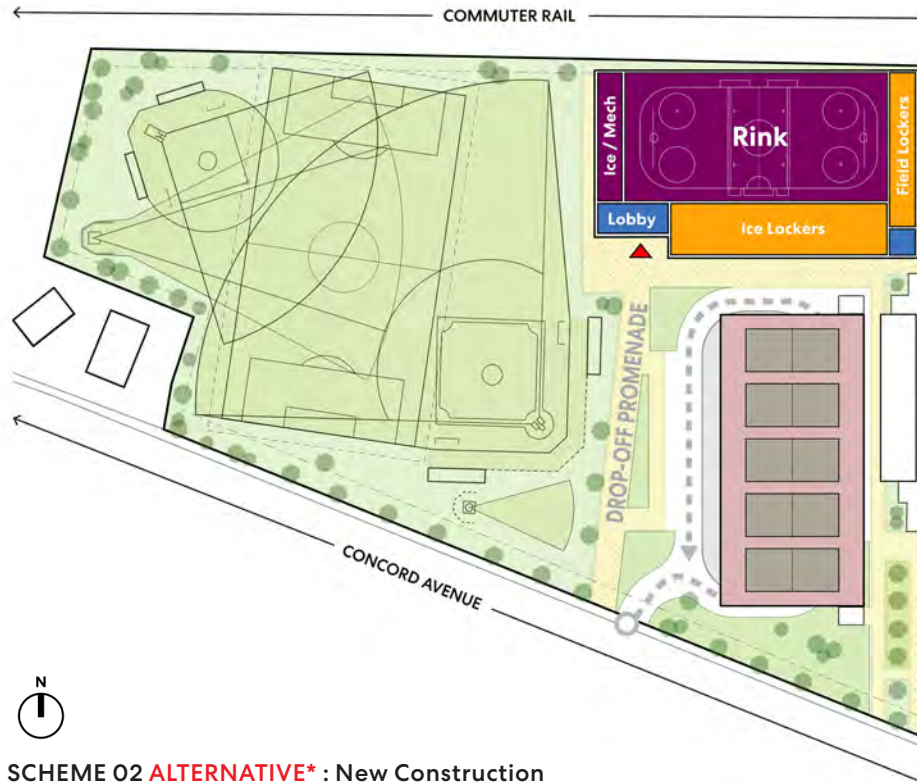 COMMUTER RAIL
Ice / Mech
Rink
Field Lockers
Lobby
Ice Lockers
DROP-OFF PROMENADE
CONCORD AVENUE
N
SCHEME 02 ALTERNATIVE* : New Construction